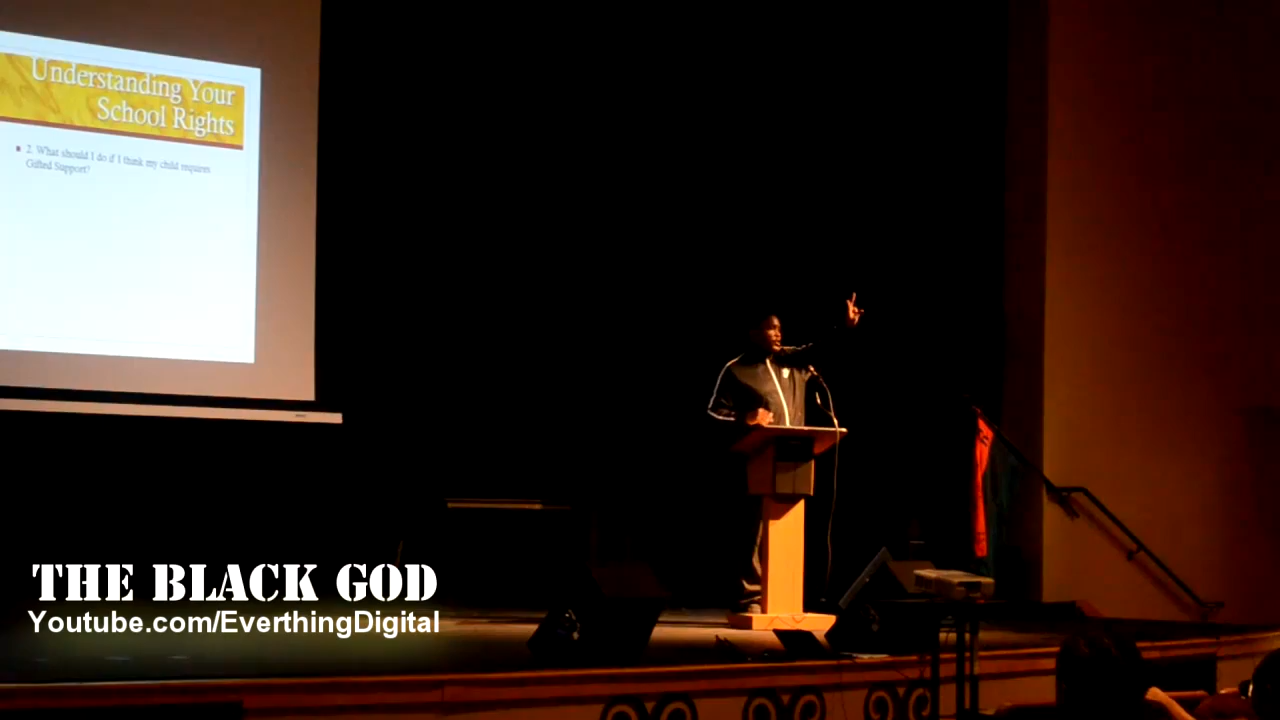 Understanding Your
School Rights
2. What should I do if I think my child requires
Gifted Support?
THE BLACK GOD
Youtube.com/EverthingDigital